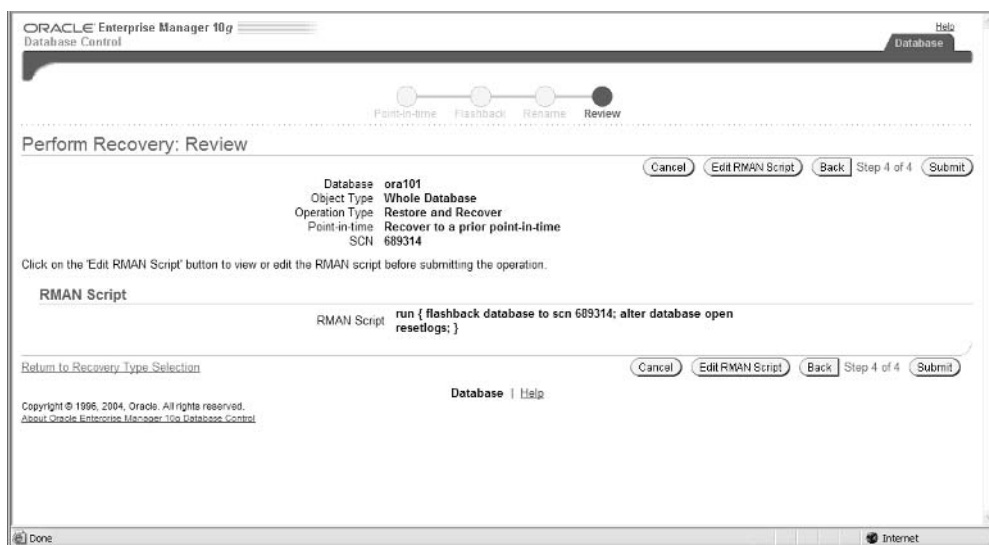 ORACLE Enterprise Manager 10g
Database Control
Help
Database
Point-in-time Flashback Rename Review
Perform Recovery: Review
Cancel Edit RMAN Script Back Step 4 of 4 Submit
Database ora101
Object Type Whole Database
Operation Type Restore and Recover
Point-in-time Recover to a prior point-in-time
SCN 689314
Click on the 'Edit RMAN Script' button to view or edit the RMAN script before submitting the operation.
RMAN Script
RMAN Script run { flashback database to scn 689314; alter database open
resetlogs; }
Return to Recovery Type Selection
Cancel Edit RMAN Script Back Step 4 of 4 Submit
Database | Help
Copyright © 1996, 2004, Oracle. All rights reserved.
About Oracle Enterprise Manager 10g Database Control
Done
Internet